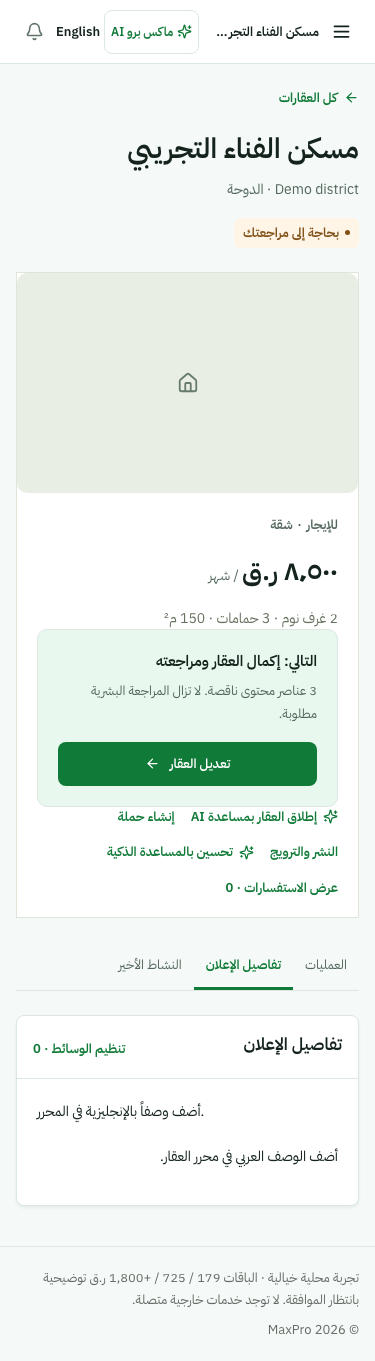 مسكن الفناء التجر...
ماكس برو AI
English
كل العقارات
مسكن الفناء التجريبي
Demo district · الدوحة
بحاجة إلى مراجعتك
للإيجار · شقة
٨,٥٠٠ ر.ق / شهر
2 غرف نوم · 3 حمامات · 150 م²
التالي: إكمال العقار ومراجعته
3 عناصر محتوى ناقصة. لا تزال المراجعة البشرية
مطلوبة.
تعديل العقار
إطلاق العقار بمساعدة AI
إنشاء حملة
النشر والترويج
تحسين بالمساعدة الذكية
عرض الاستفسارات · 0
العمليات
تفاصيل الإعلان
النشاط الأخير
تفاصيل الإعلان
تنظيم الوسائط · 0
أضف وصفاً بالإنجليزية في المحرر.
أضف الوصف العربي في محرر العقار.
تجربة محلية خيالية · الباقات 179 / 725 / +1,800 ر.ق توضيحية
بانتظار الموافقة. لا توجد خدمات خارجية متصلة.
© 2026 MaxPro